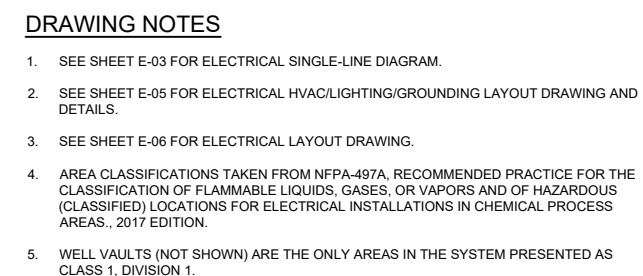 DRAWING NOTES
1. SEE SHEET E-03 FOR ELECTRICAL SINGLE-LINE DIAGRAM.
2. SEE SHEET E-05 FOR ELECTRICAL HVAC/LIGHTING/GROUNDING LAYOUT DRAWING AND
DETAILS.
3. SEE SHEET E-06 FOR ELECTRICAL LAYOUT DRAWING.
4. AREA CLASSIFICATIONS TAKEN FROM NFPA-497A, RECOMMENDED PRACTICE FOR THE
CLASSIFICATION OF FLAMMABLE LIQUIDS, GASES, OR VAPORS AND OF HAZARDOUS
(CLASSIFIED) LOCATIONS FOR ELECTRICAL INSTALLATIONS IN CHEMICAL PROCESS
AREAS., 2017 EDITION.
5. WELL VAULTS (NOT SHOWN) ARE THE ONLY AREAS IN THE SYSTEM PRESENTED AS
CLASS 1, DIVISION 1.